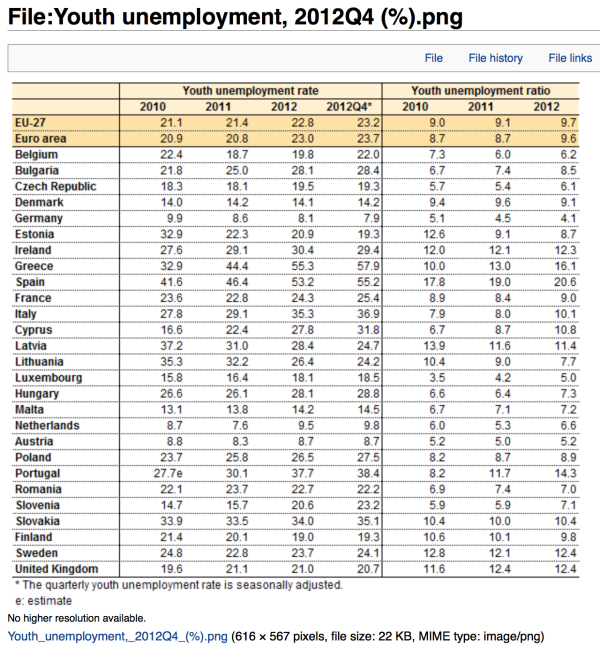 File:Youth unemployment, 2012Q4 (%).png
File File history File links
Youth unemployment rate Youth unemployment ratio
2010 2011 2012 2012Q4* 2010 2011 2012
EU-27 21.1 21.4 22.8 23.2 9.0 9.1 9.7
Euro area 20.9 20.8 23.0 23.7 8.7 8.7 9.6
Belgium 22.4 18.7 19.8 22.0 7.3 6.0 6.2
Bulgaria 21.8 25.0 28.1 28.4 6.7 7.4 8.5
Czech Republic 18.3 18.1 19.5 19.3 5.7 5.4 6.1
Denmark 14.0 14.2 14.1 14.2 9.4 9.6 9.1
Germany 9.9 8.6 8.1 7.9 5.1 4.5 4.1
Estonia 32.9 22.3 20.9 19.3 12.6 9.1 8.7
Ireland 27.6 29.1 30.4 29.4 12.0 12.1 12.3
Greece 32.9 44.4 55.3 57.9 10.0 13.0 16.1
Spain 41.6 46.4 53.2 55.2 17.8 19.0 20.6
France 23.6 22.8 24.3 25.4 8.9 8.4 9.0
Italy 27.8 29.1 35.3 36.9 7.9 8.0 10.1
Cyprus 16.6 22.4 27.8 31.8 6.7 8.7 10.8
Latvia 37.2 31.0 28.4 24.7 13.9 11.6 11.4
Lithuania 35.3 32.2 26.4 24.2 10.4 9.0 7.7
Luxembourg 15.8 16.4 18.1 18.5 3.5 4.2 5.0
Hungary 26.6 26.1 28.1 28.8 6.6 6.4 7.3
Malta 13.1 13.8 14.2 14.5 6.7 7.1 7.2
Netherlands 8.7 7.6 9.5 9.8 6.0 5.3 6.6
Austria 8.8 8.3 8.7 8.7 5.2 5.0 5.2
Poland 23.7 25.8 26.5 27.5 8.2 8.7 8.9
Portugal 27.7e 30.1 37.7 38.4 8.2 11.7 14.3
Romania 22.1 23.7 22.7 22.2 6.9 7.4 7.0
Slovenia 14.7 15.7 20.6 23.2 5.9 5.9 7.1
Slovakia 33.9 33.5 34.0 35.1 10.4 10.0 10.4
Finland 21.4 20.1 19.0 19.3 10.6 10.1 9.8
Sweden 24.8 22.8 23.7 24.1 12.8 12.1 12.4
United Kingdom 19.6 21.1 21.0 20.7 11.6 12.4 12.4
* The quarterly youth unemployment rate is seasonally adjusted.
e: estimate
No higher resolution available.
Youth_unemployment,_2012Q4_(%).png (616 × 567 pixels, file size: 22 KB, MIME type: image/png)